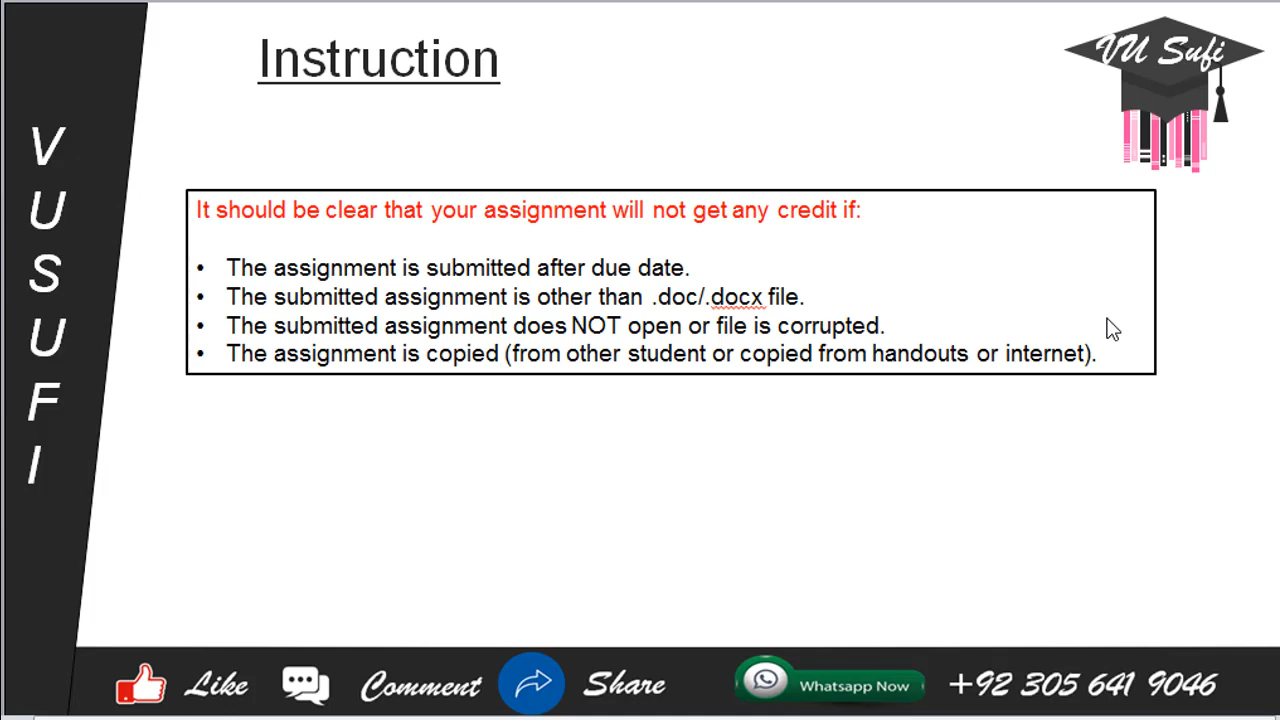 Instruction
VU Sufi
V
U
S
U
F
I
It should be clear that your assignment will not get any credit if:
• The assignment is submitted after due date.
• The submitted assignment is other than .doc/.docx file.
• The submitted assignment does NOT open or file is corrupted.
• The assignment is copied (from other student or copied from handouts or internet).
Like Comment Share Whatsapp Now +92 305 641 9046